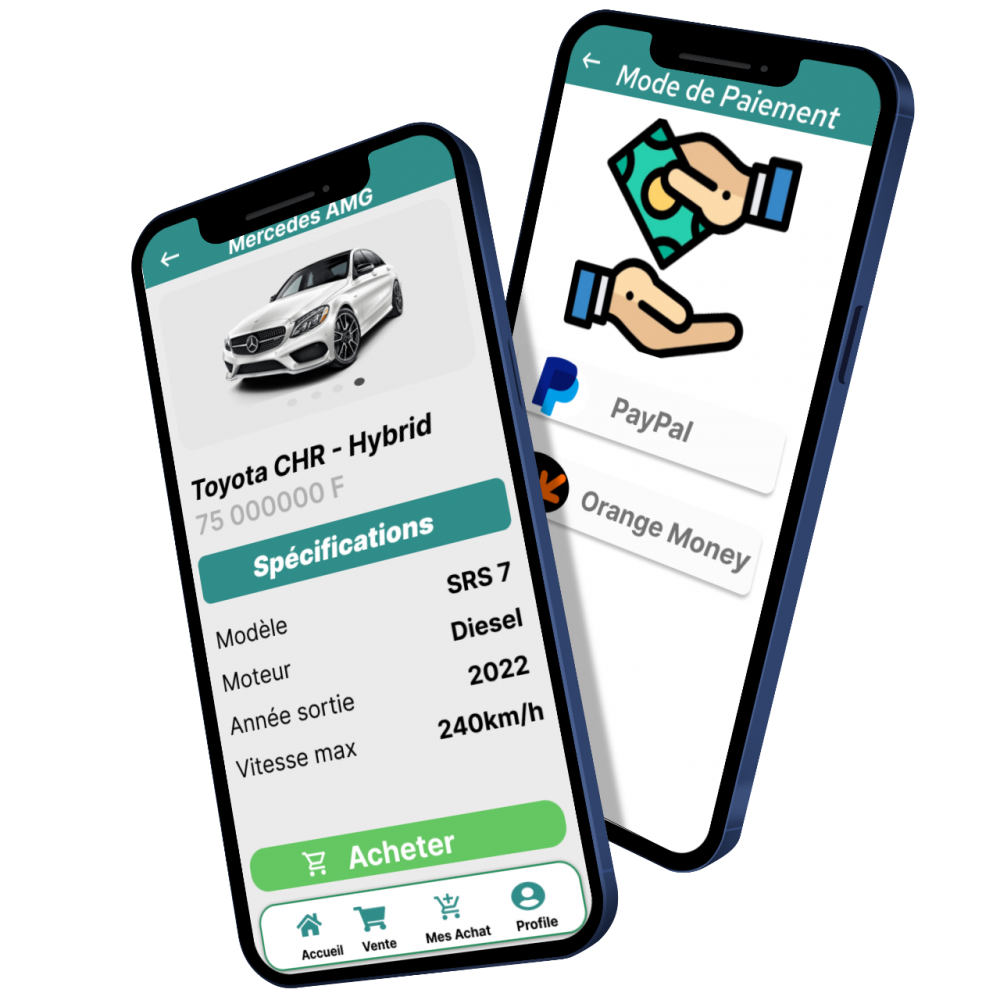 Mercedes AMG
Toyota CHR - Hybrid
75 000000 F
Spécifications
Modèle SRS 7
Moteur Diesel
Année sortie 2022
Vitesse max 240km/h
Acheter
Accueil Vente Mes Achat Profile
Mode de Paiement
PayPal
Orange Money